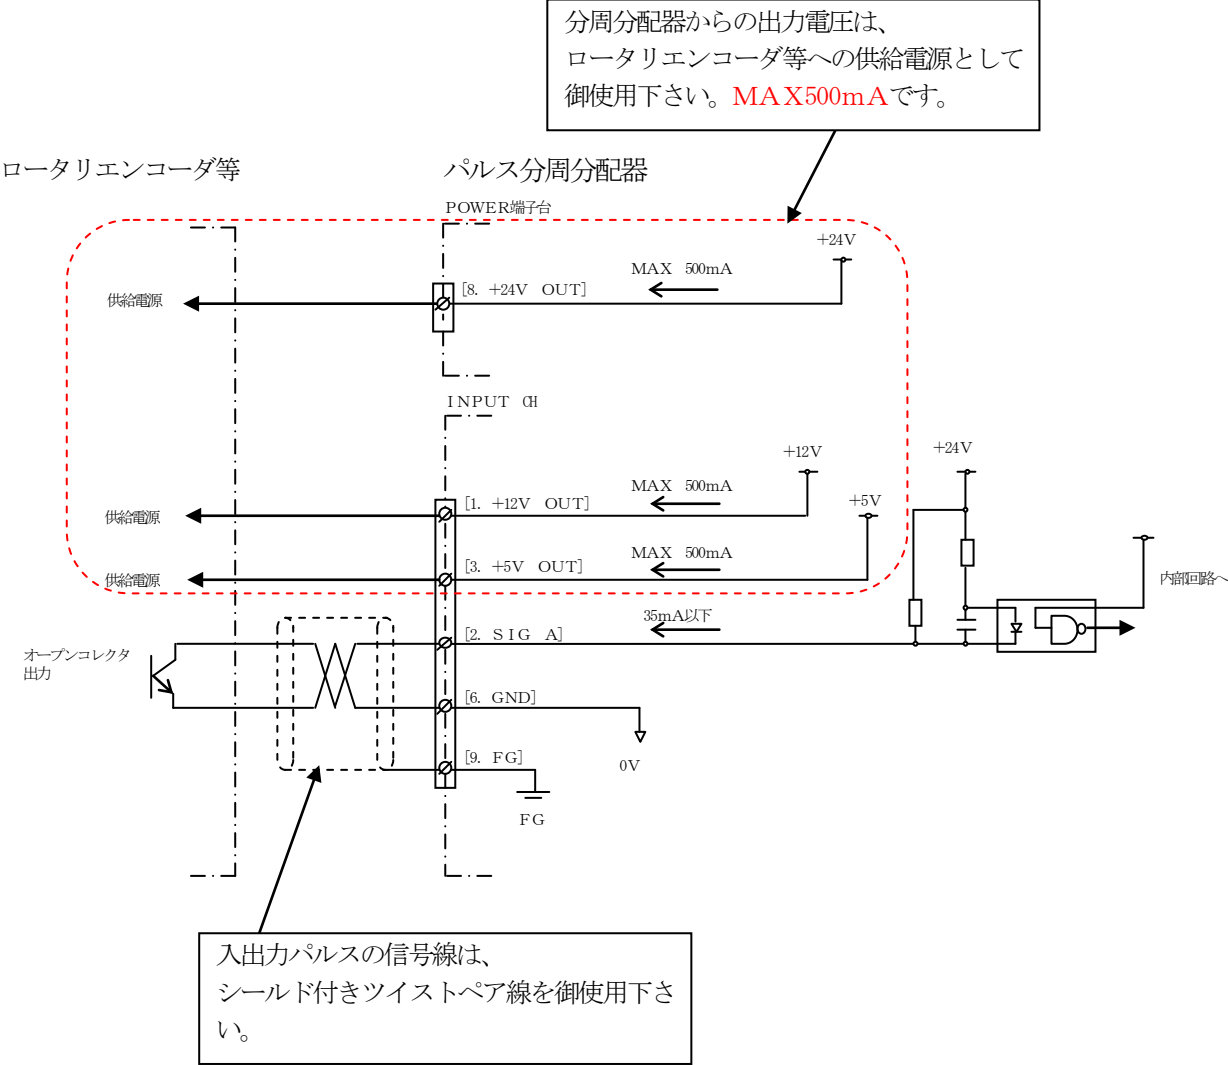 分周分配器からの出力電圧は、
ロータリエンコーダ等への供給電源として
御使用下さい。MAX500mAです。
ロータリエンコーダ等
パルス分周分配器
POWER端子台
+24V
MAX 500mA
[8. +24V OUT]
供給電源
INPUT CH
+12V
+24V
MAX 500mA
[1. +12V OUT]
+5V
供給電源
MAX 500mA
[3. +5V OUT]
供給電源
内部回路へ
35mA以下
[2. SIG A]
オープンコレクタ
出力
[6. GND]
0V
[9. FG]
FG
入出力パルスの信号線は、
シールド付きツイストペア線を御使用下さ
い。